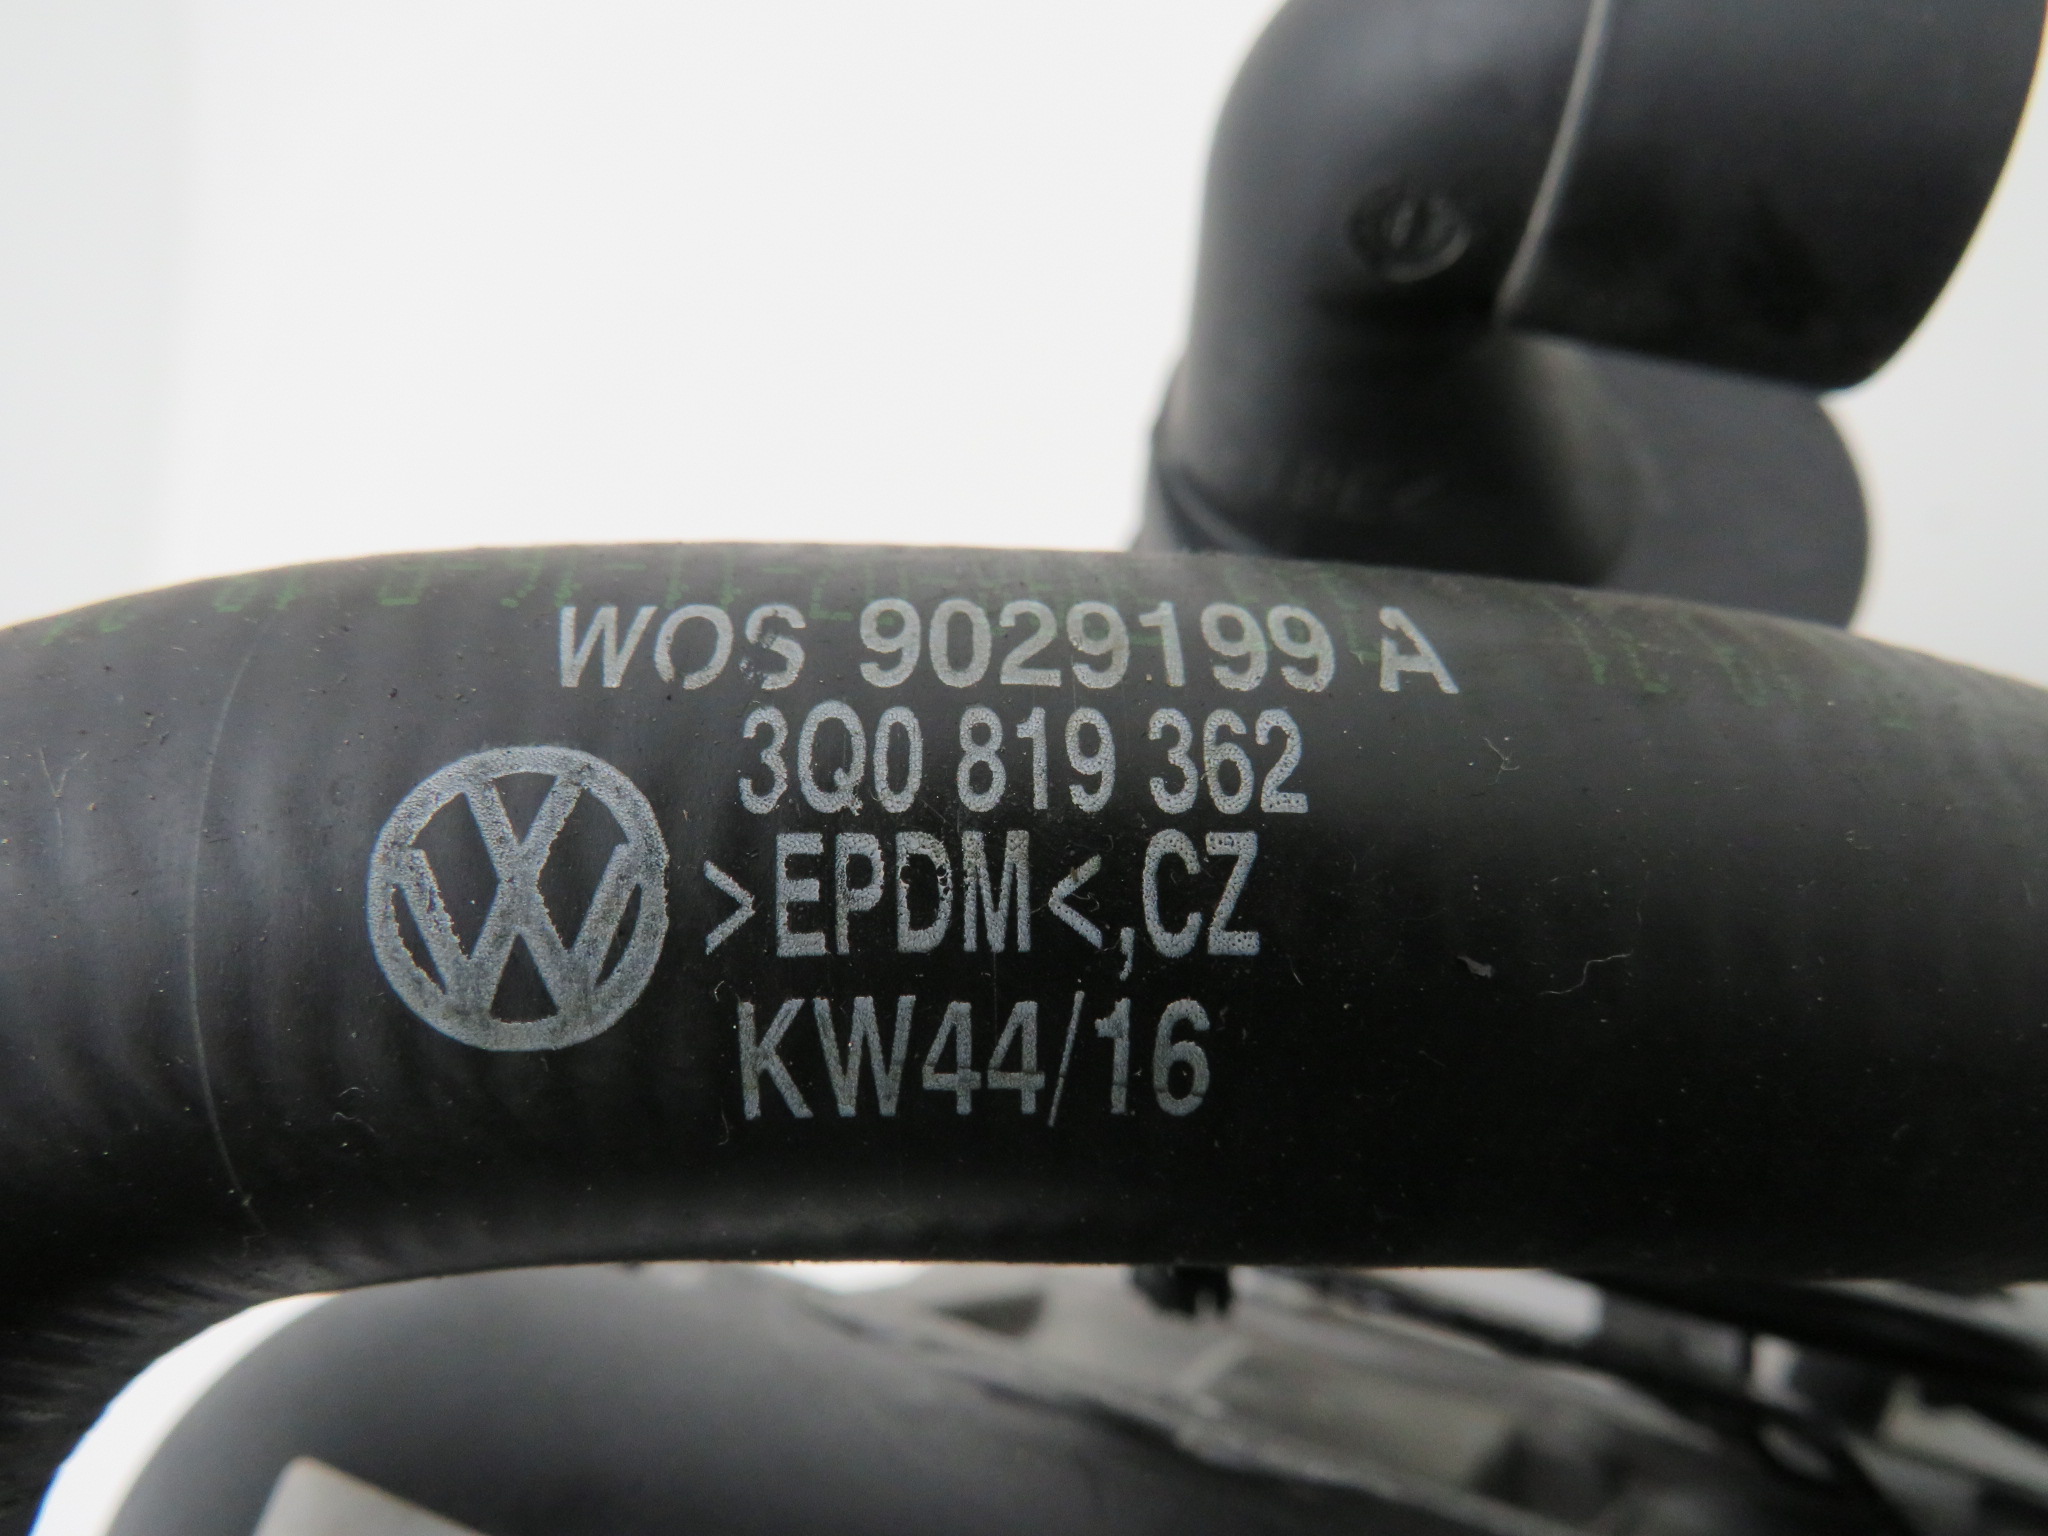 WOS 9029199 A
3Q0 819 362
>EPDM<,CZ
KW44/16